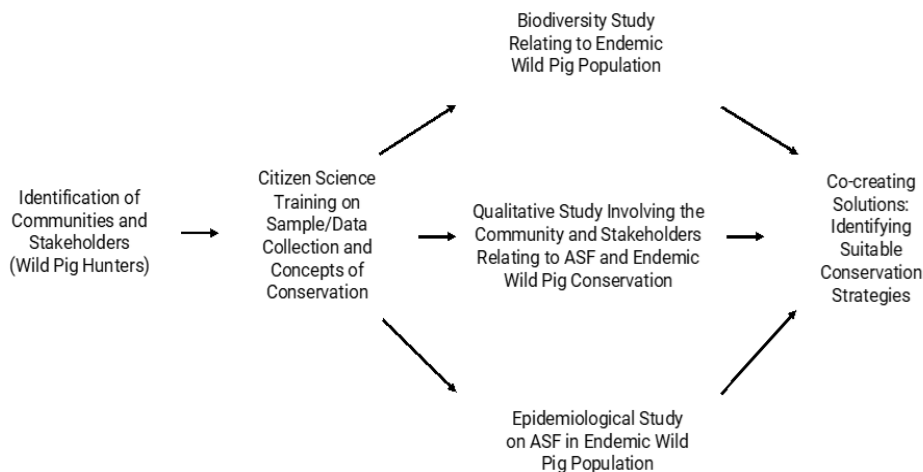 Identification of
Communities and
Stakeholders
(Wild Pig Hunters)
Citizen Science
Training on
Sample/Data
Collection and
Concepts of
Conservation
Biodiversity Study
Relating to Endemic
Wild Pig Population
Qualitative Study Involving the
Community and Stakeholders
Relating to ASF and Endemic
Wild Pig Conservation
Epidemiological Study
on ASF in Endemic Wild
Pig Population
Co-creating
Solutions:
Identifying
Suitable
Conservation
Strategies